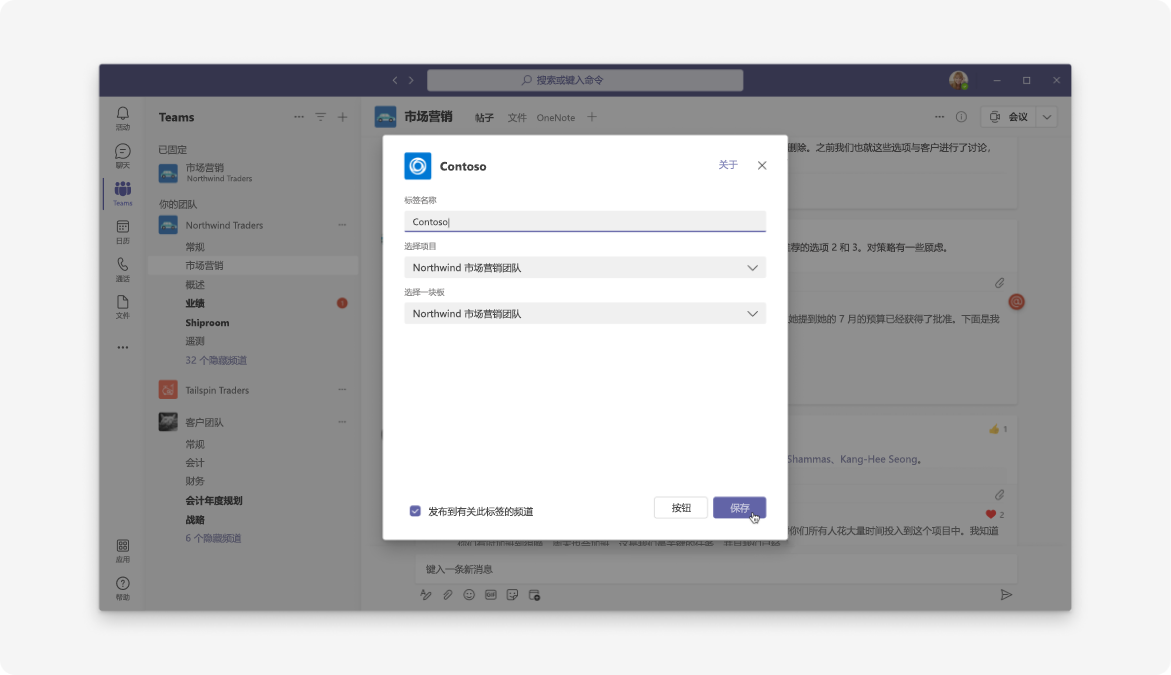 搜索或键入命令
活动
聊天
Teams
日历
通话
文件
应用
帮助
Teams
已固定
市场营销
Northwind Traders
你的团队
Northwind Traders
常规
市场营销
概述
业绩
Shiproom
遥测
32 个隐藏频道
Tailspin Traders
客户团队
常规
会计
财务
会计年度规划
战略
6 个隐藏频道
市场营销
帖子
文件
OneNote
会议
删除。之前我们也就这些选项与客户进行了讨论,
荐的选项 2 和 3。对策略有一些顾虑。
她提到她的 7 月的预算已经获得了批准。下面是我
1
Shammas、Kang-Hee Seong。
2
你们所有人花大量时间投入到这个项目中。我知道
键入一条新消息
GIF
Contoso
关于
标签名称
Contoso
选择项目
Northwind 市场营销团队
选择一块板
Northwind 市场营销团队
发布到有关此标签的频道
按钮
保存